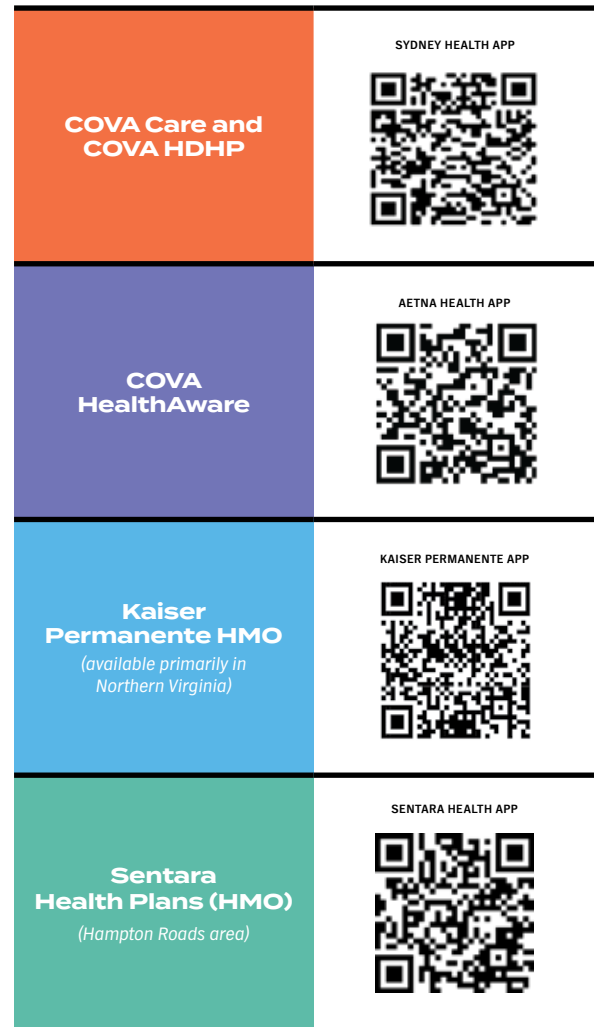 COVA Care and
COVA HDHP
SYDNEY HEALTH APP
COVA
HealthAware
AETNA HEALTH APP
Kaiser
Permanente HMO
(available primarily in
Northern Virginia)
KAISER PERMANENTE APP
Sentara
Health Plans (HMO)
(Hampton Roads area)
SENTARA HEALTH APP